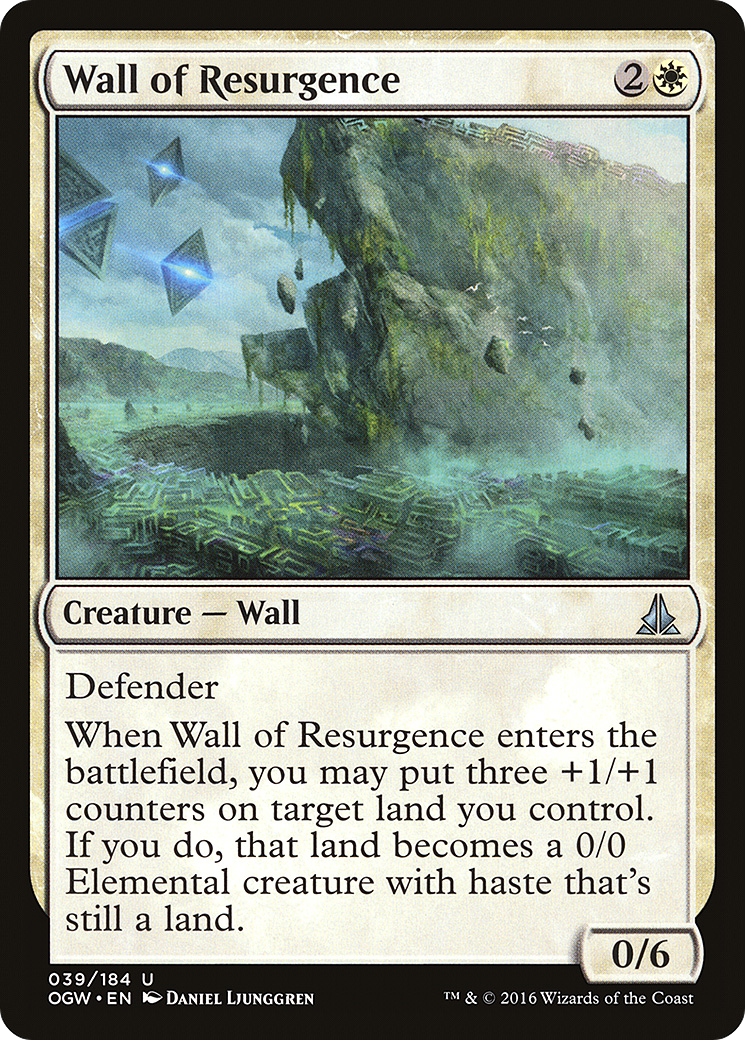 Wall of Resurgence 2
Creature — Wall
Defender
When Wall of Resurgence enters the
battlefield, you may put three +1/+1
counters on target land you control.
If you do, that land becomes a 0/0
Elemental creature with haste that's
still a land.
0/6
039/184 U
OGW • EN Daniel Ljunggren
™ & © 2016 Wizards of the Coast